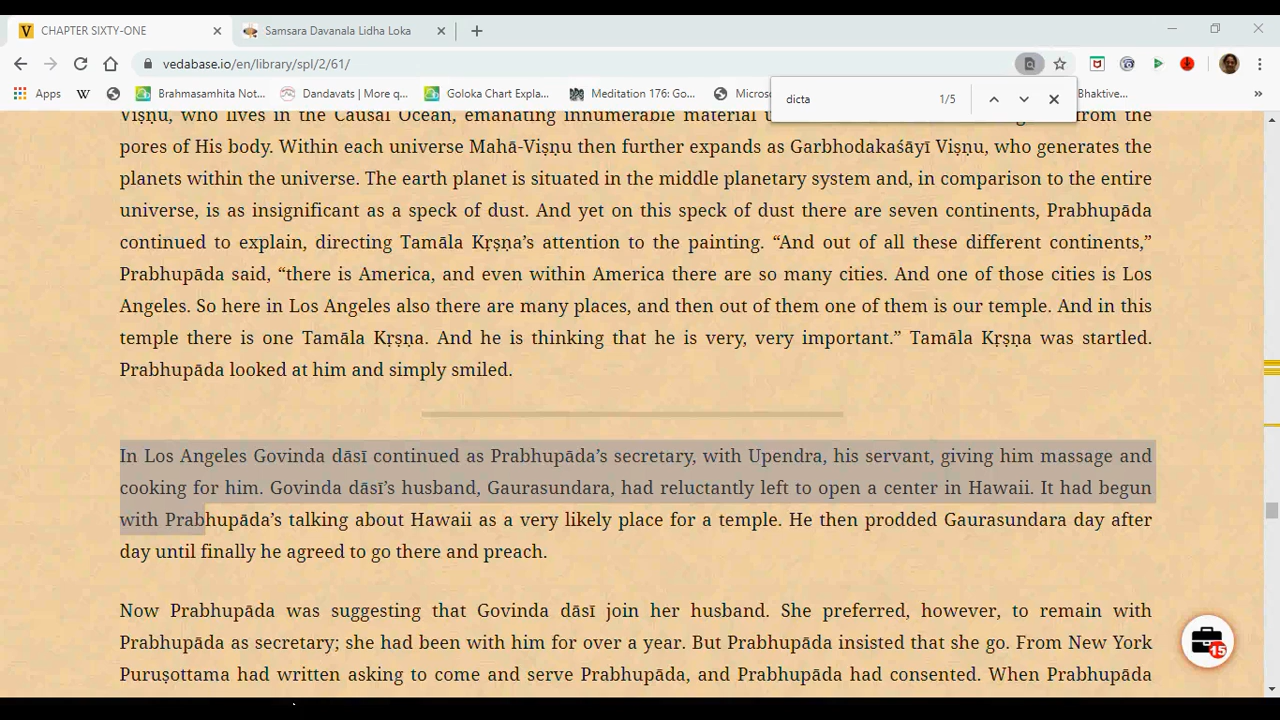 CHAPTER SIXTY-ONE
Samsara Davanala Lidha Loka
vedabase.io/en/library/spl/2/61/
Apps
W
Brahmasamhita Not...
Dandavats | More q...
Goloka Chart Explan...
Meditation 176: Go...
Microso
Bhaktive...
dicta
1/5
Viṣṇu, who lives in the Causal Ocean, emanating innumerable material u from the
pores of His body. Within each universe Mahā-Viṣṇu then further expands as Garbhodakaśāyī Viṣṇu, who generates the
planets within the universe. The earth planet is situated in the middle planetary system and, in comparison to the entire
universe, is as insignificant as a speck of dust. And yet on this speck of dust there are seven continents, Prabhupāda
continued to explain, directing Tamāla Kṛṣṇa’s attention to the painting. “And out of all these different continents,”
Prabhupāda said, “there is America, and even within America there are so many cities. And one of those cities is Los
Angeles. So here in Los Angeles also there are many places, and then out of them one of them is our temple. And in this
temple there is one Tamāla Kṛṣṇa. And he is thinking that he is very, very important.” Tamāla Kṛṣṇa was startled.
Prabhupāda looked at him and simply smiled.
In Los Angeles Govinda dāsī continued as Prabhupāda’s secretary, with Upendra, his servant, giving him massage and
cooking for him. Govinda dāsī’s husband, Gaurasundara, had reluctantly left to open a center in Hawaii. It had begun
with Prabhupāda’s talking about Hawaii as a very likely place for a temple. He then prodded Gaurasundara day after
day until finally he agreed to go there and preach.
Now Prabhupāda was suggesting that Govinda dāsī join her husband. She preferred, however, to remain with
Prabhupāda as secretary; she had been with him for over a year. But Prabhupāda insisted that she go. From New York
Puruṣottama had written asking to come and serve Prabhupāda, and Prabhupāda had consented. When Prabhupāda
15